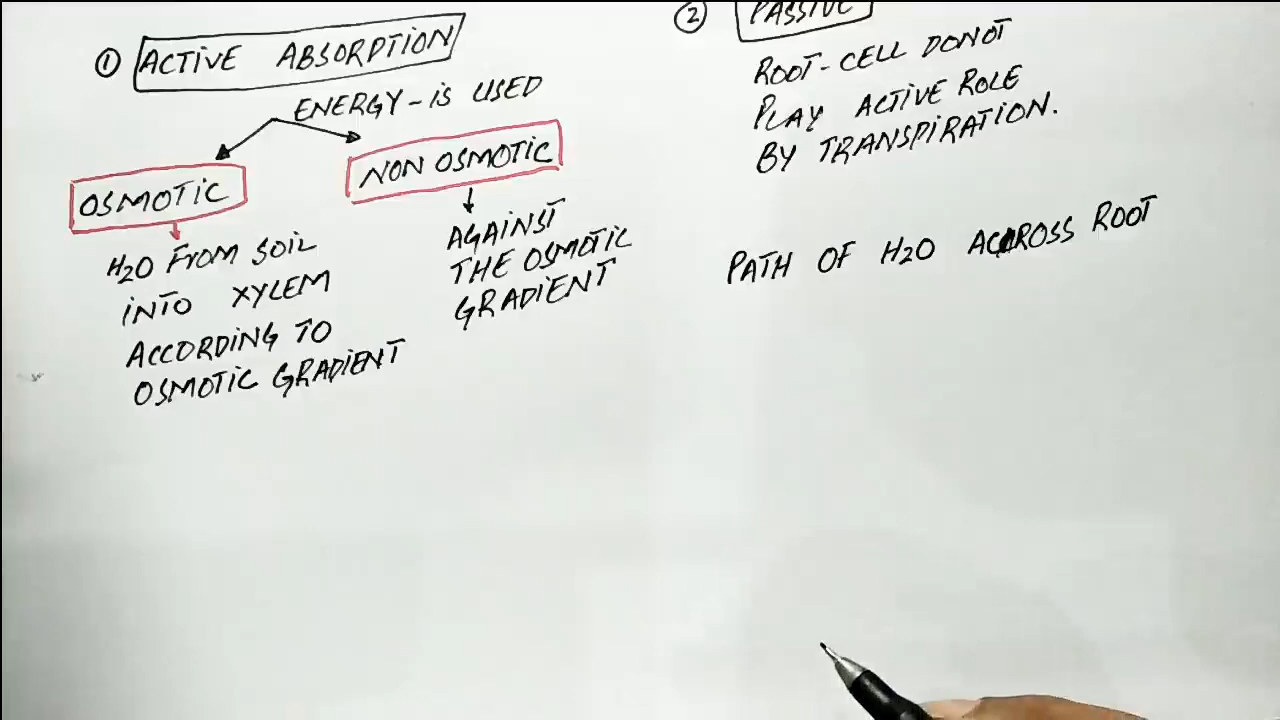 ① ACTIVE ABSORPTION
ENERGY-IS USED
OSMOTIC
H2O FROM SOIL
INTO XYLEM
ACCORDING TO
OSMOTIC GRADIENT
NON OSMOTIC
AGAINST
THE OSMOTIC
GRADIENT
② PASSIVE
ROOT-CELL DONOT
PLAY ACTIVE ROLE
BY TRANSPIRATION.
PATH OF H2O ACROSS ROOT